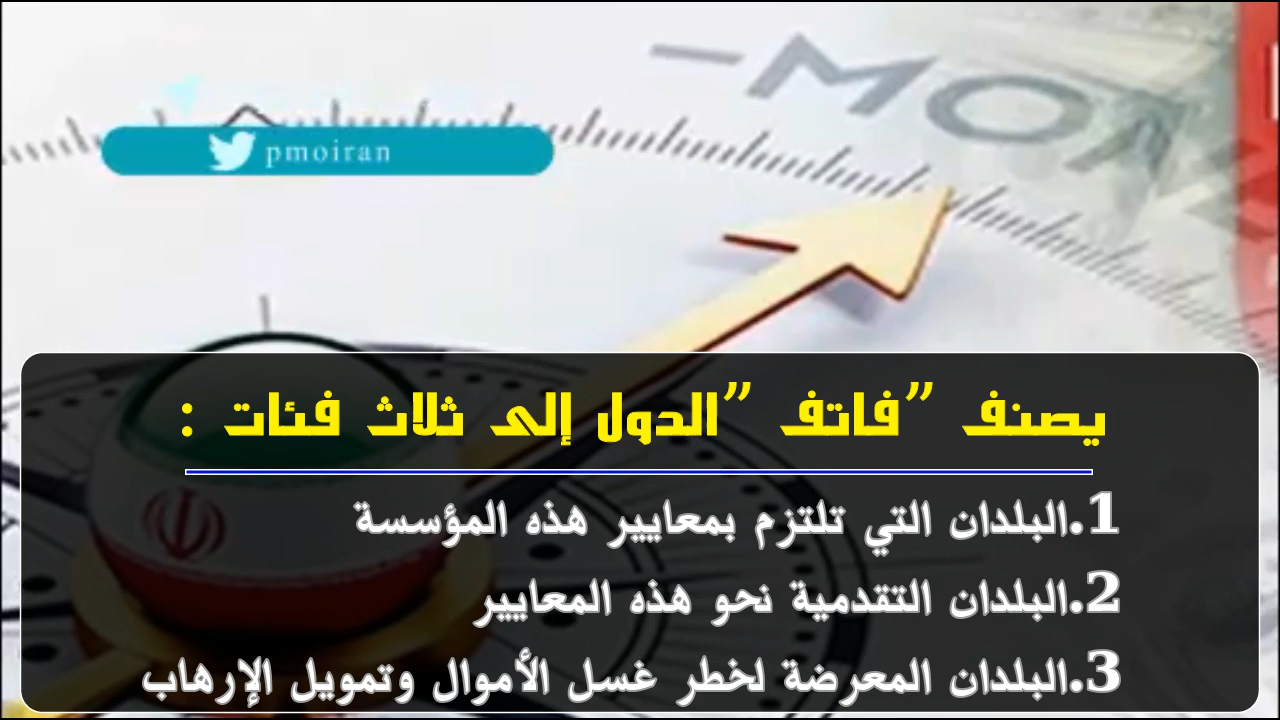 -MON
pmoiran
يصنف ”فاتف ”الدول إلى ثلاث فئات :
1.البلدان التي تلتزم بمعايير هذه المؤسسة
2.البلدان التقدمية نحو هذه المعايير
3.البلدان المعرضة لخطر غسل الأموال وتمويل الإرهاب